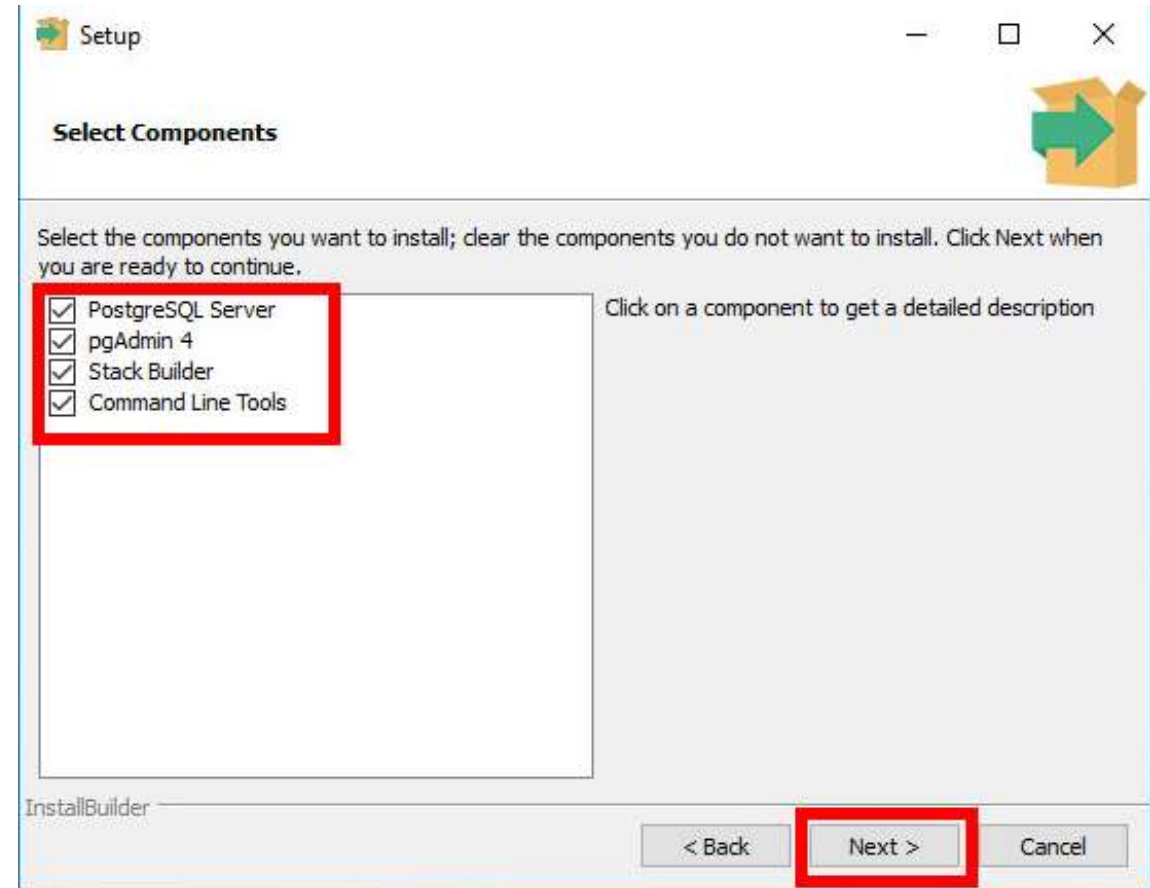 Setup
Select Components
Select the components you want to install; clear the components you do not want to install. Click Next when
you are ready to continue.
PostgreSQL Server
pgAdmin 4
Stack Builder
Command Line Tools
Click on a component to get a detailed description
InstallBuilder
< Back
Next >
Cancel